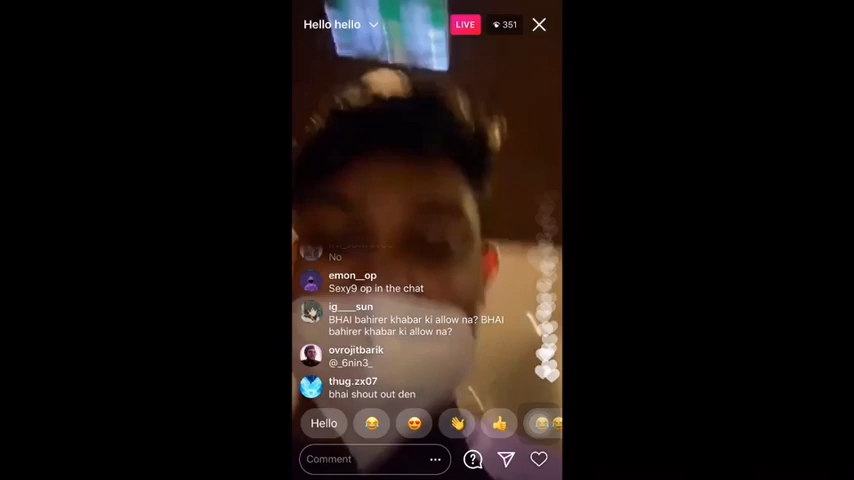 Hello hello
LIVE
351
No
emon__op
Sexy9 op in the chat
ig____sun
BHAI bahirer khabar ki allow na? BHAI
bahirer khabar ki allow na?
ovrojitbarik
@_6nin3_
thug.zx07
bhai shout out den
Hello
Comment